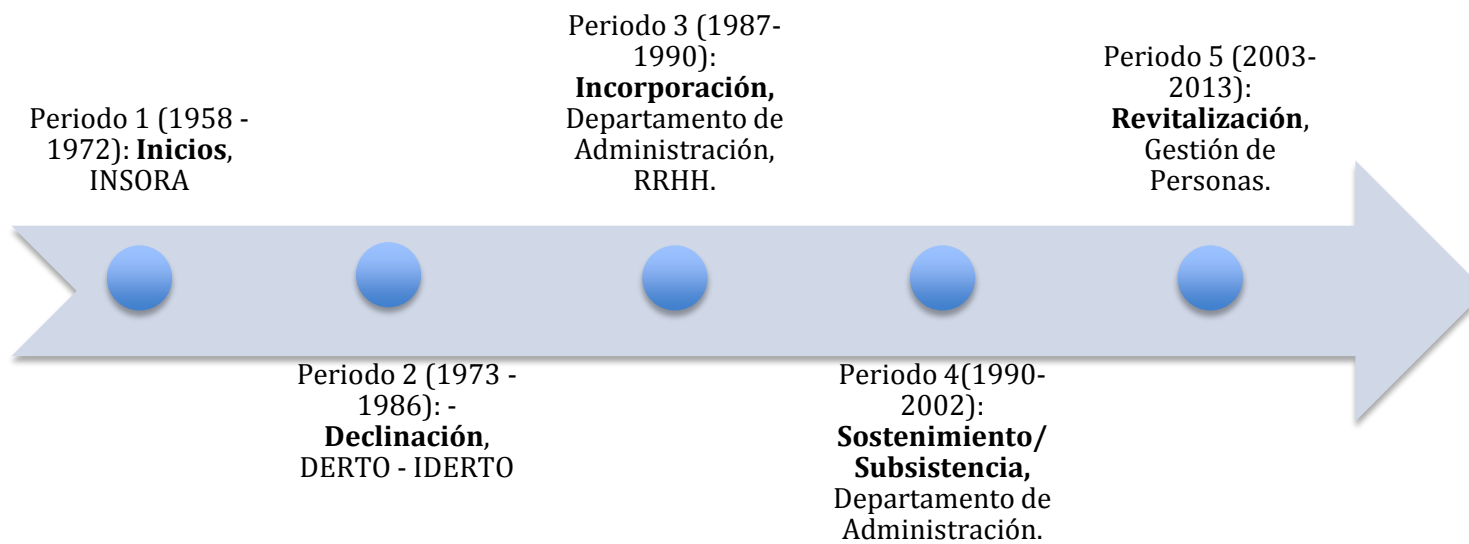 Periodo 1 (1958 -
1972): Inicios,
INSORA
Periodo 2 (1973 -
1986): -
Declinación,
DERTO - IDERTO
Periodo 3 (1987-
1990):
Incorporación,
Departamento de
Administración,
RRHH.
Periodo 4(1990-
2002):
Sostenimiento/
Subsistencia,
Departamento de
Administración.
Periodo 5 (2003-
2013):
Revitalización,
Gestión de
Personas.